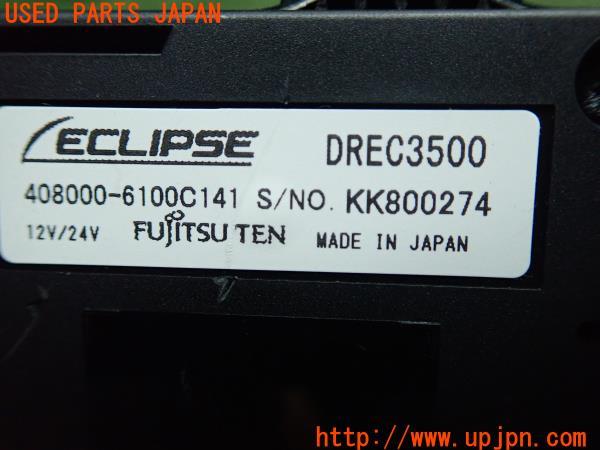 USED PARTS JAPAN
ECLIPSE DREC3500
408000-6100C141 S/NO. KK800274
12V/24V FUJITSU TEN MADE IN JAPAN
http://www.upjpn.com